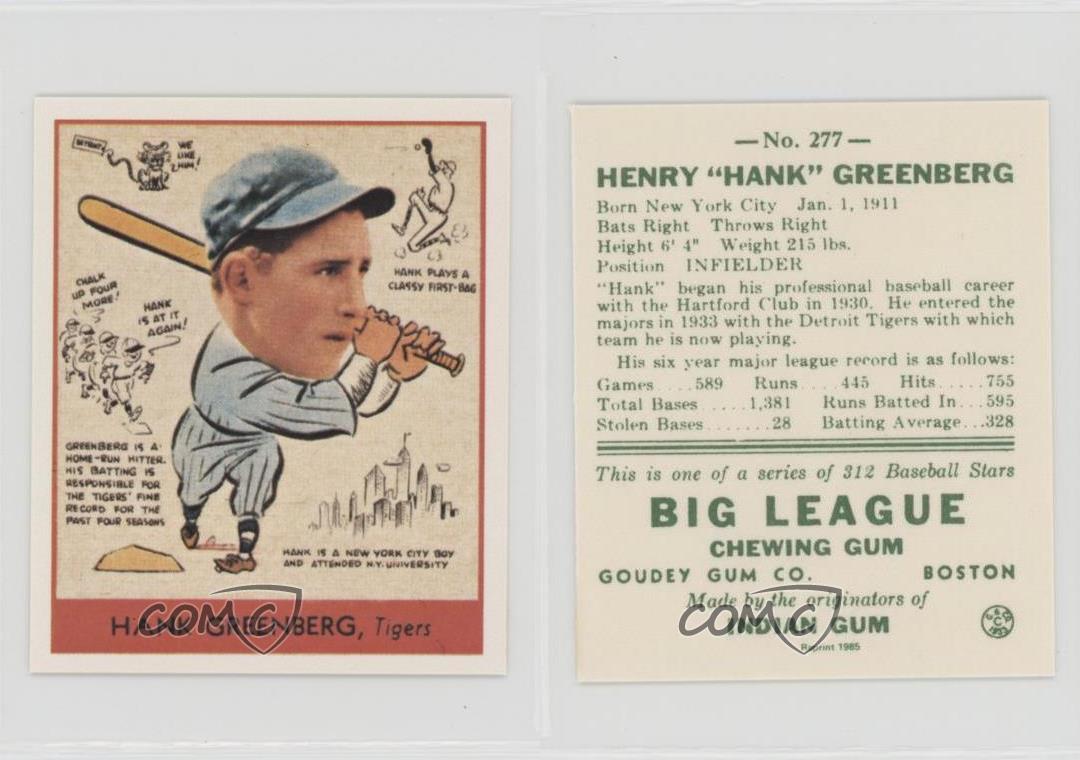 DETROIT
WE
LIKE
HIM!
HANK PLAYS A
CLASSY FIRST-BAG
CHALK
UP FOUR
MORE!
HANK
IS AT IT
AGAIN!
GREENBERG IS A
HOME-RUN HITTER.
HIS BATTING IS
RESPONSIBLE FOR
THE TIGERS' FINE
RECORD FOR THE
PAST FOUR SEASONS
HANK IS A NEW YORK CITY BOY
AND ATTENDED N.Y. UNIVERSITY
HANK GREENBERG, Tigers
COMC
— No. 277 —
HENRY "HANK" GREENBERG
Born New York City Jan. 1, 1911
Bats Right Throws Right
Height 6' 4" Weight 215 lbs.
Position INFIELDER
"Hank" began his professional baseball career
with the Hartford Club in 1930. He entered the
majors in 1933 with the Detroit Tigers with which
team he is now playing.
His six year major league record is as follows:
Games....589 Runs....445 Hits.....755
Total Bases.....1,381 Runs Batted In...595
Stolen Bases.......28 Batting Average...328
This is one of a series of 312 Baseball Stars
BIG LEAGUE
CHEWING GUM
GOUDEY GUM CO. BOSTON
Made by the originators of
INDIAN GUM
COMC
Reprint 1985